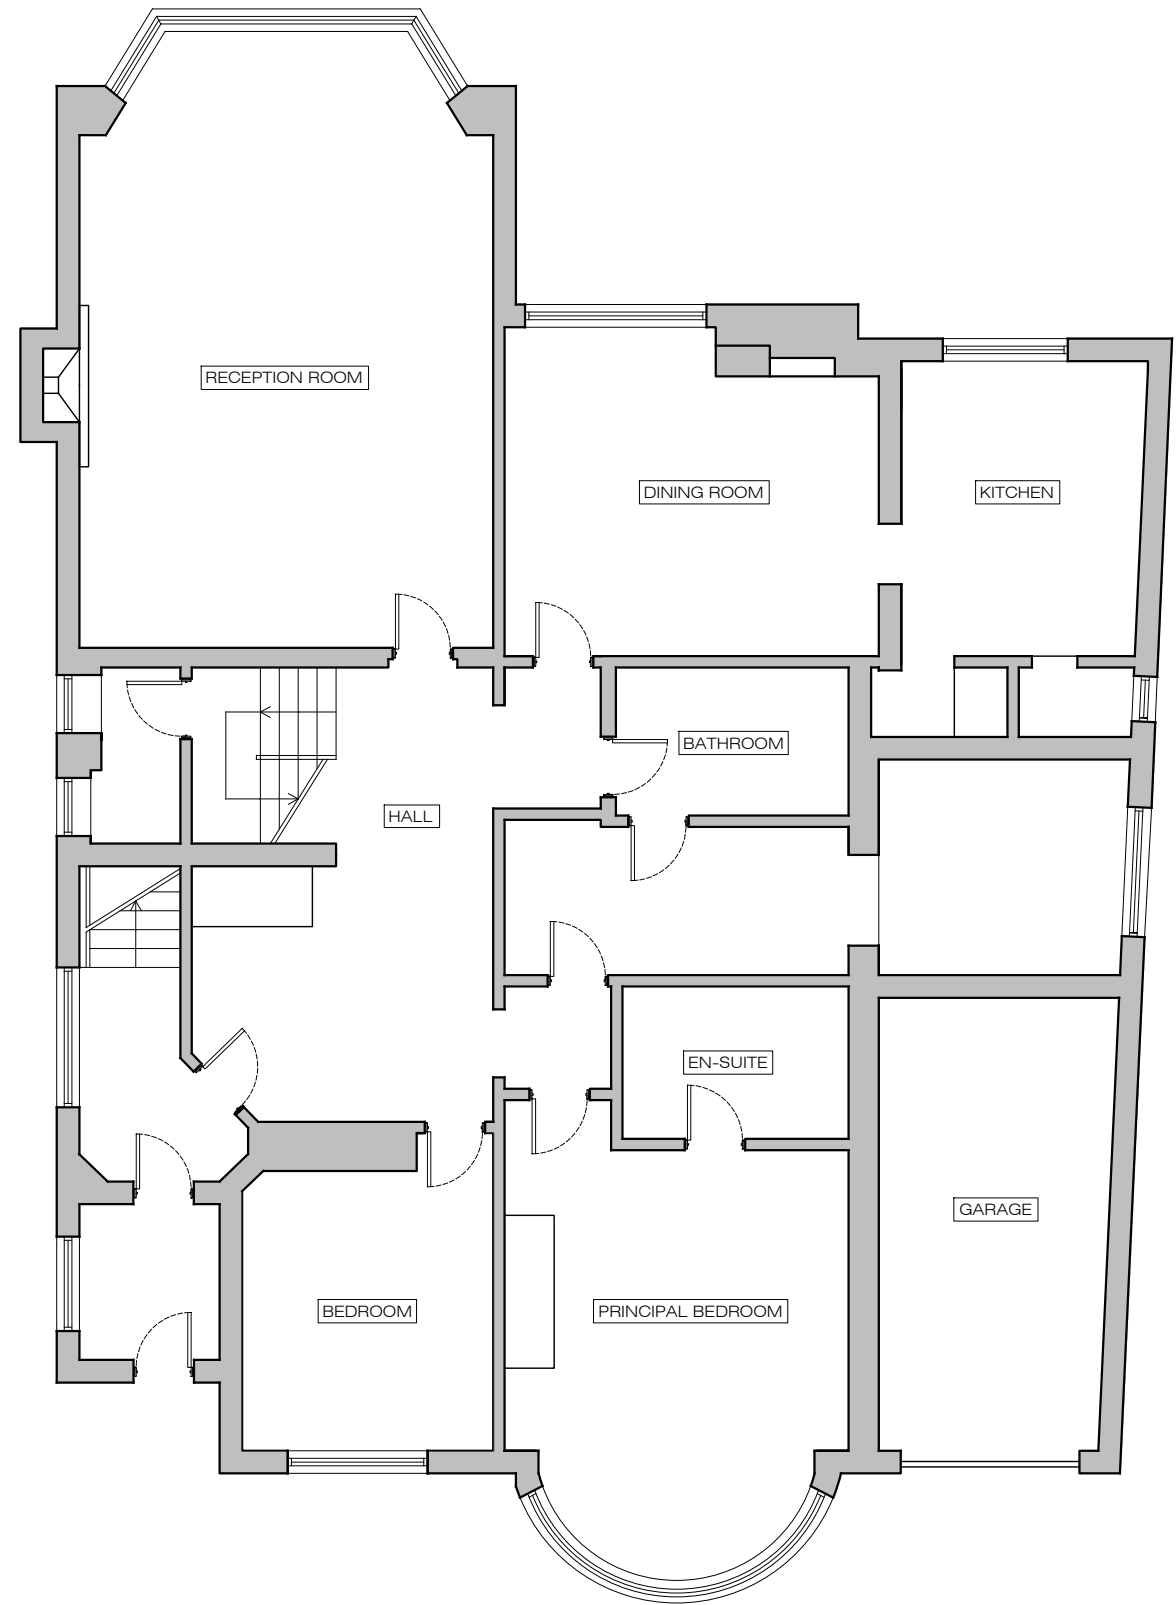 RECEPTION ROOM
DINING ROOM
KITCHEN
BATHROOM
HALL
EN-SUITE
GARAGE
BEDROOM
PRINCIPAL BEDROOM